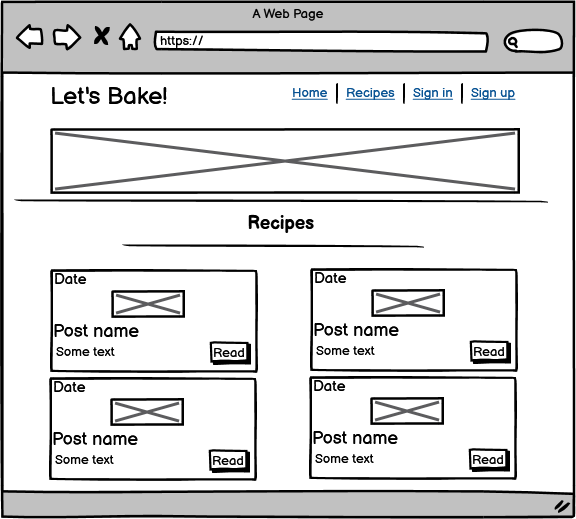 A Web Page
https://
Let's Bake!
Home | Recipes | Sign in | Sign up
Recipes
Date
Post name
Some text
Read
Date
Post name
Some text
Read
Date
Post name
Some text
Read
Date
Post name
Some text
Read